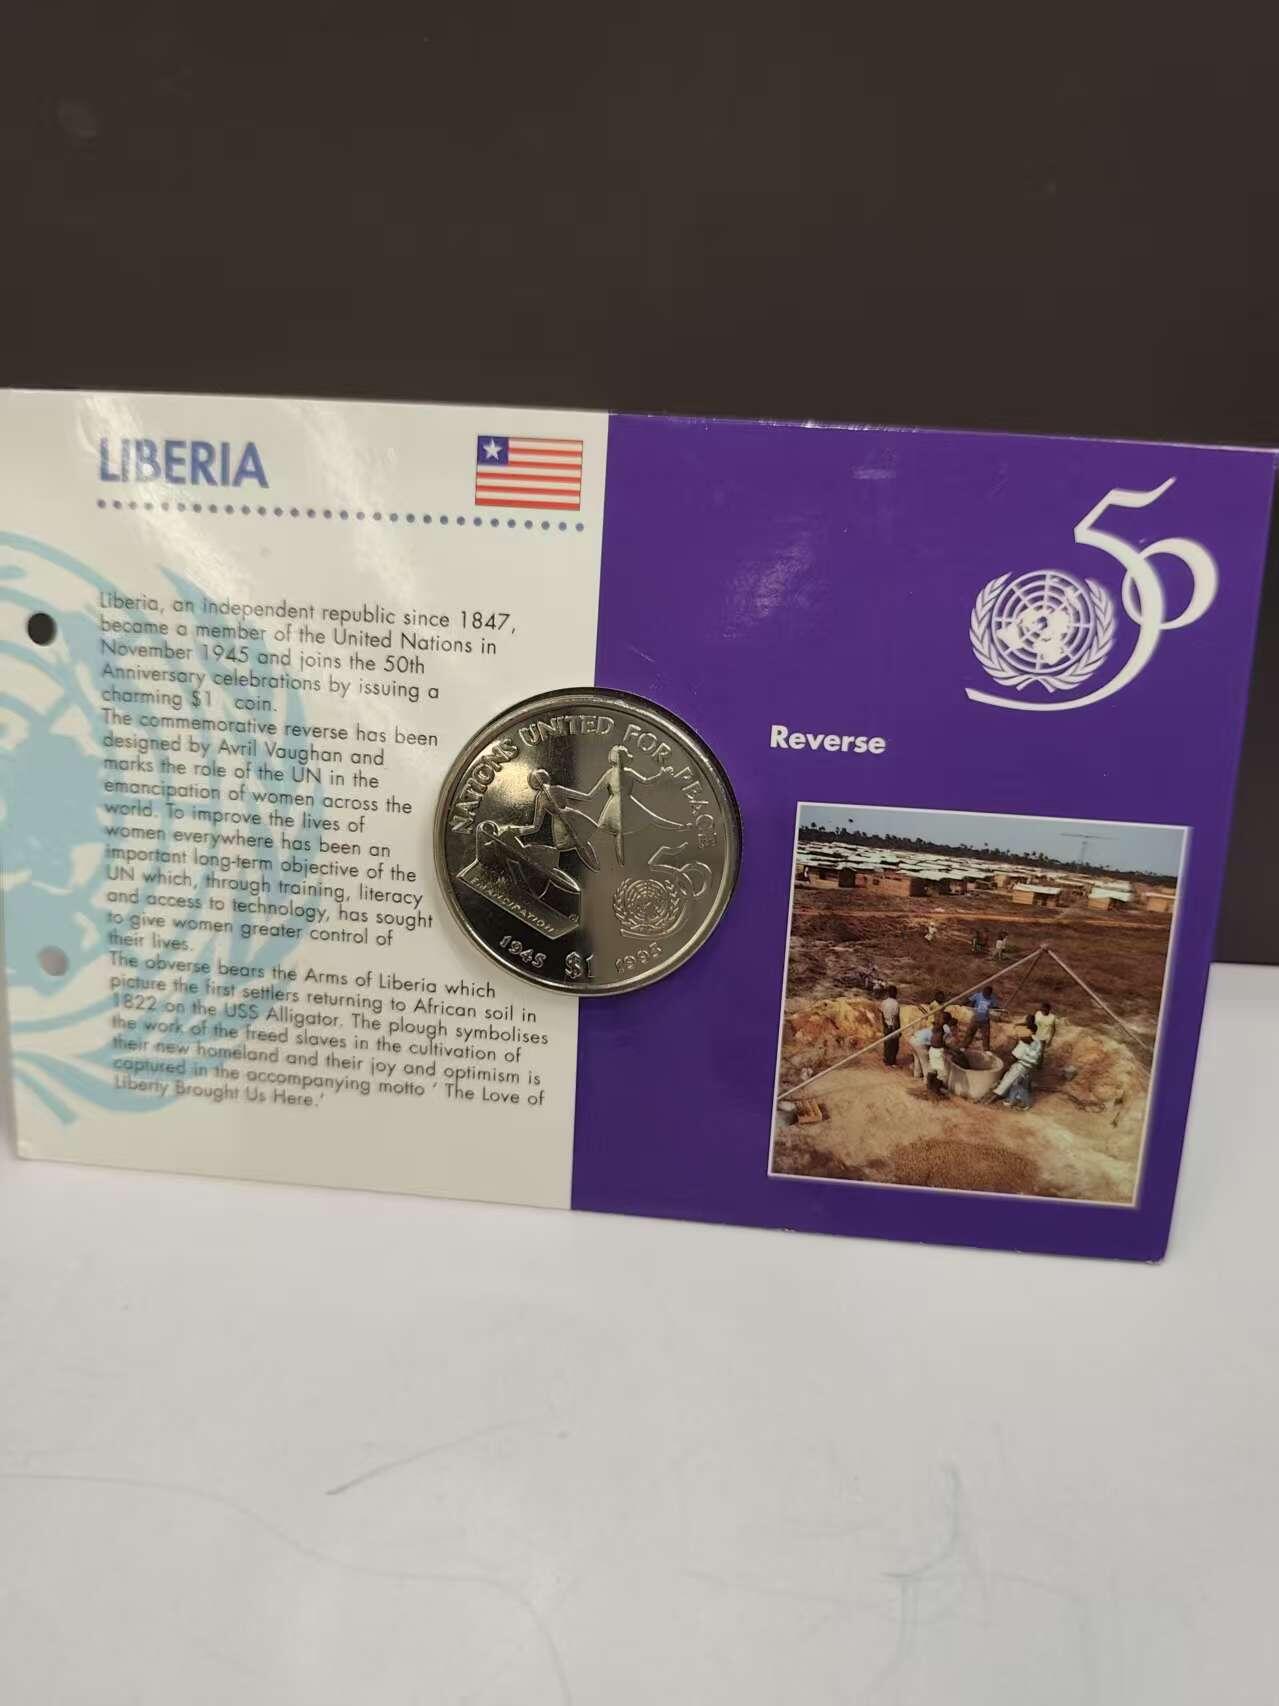 LIBERIA
Liberia, an independent republic since 1847,
became a member of the United Nations in
November 1945 and joins the 50th
Anniversary celebrations by issuing a
charming $1 coin.
The commemorative reverse has been
designed by Avril Vaughan and
marks the role of the UN in the
emancipation of women across the
world. To improve the lives of
women everywhere has been an
important long-term objective of the
UN which, through training, literacy
and access to technology, has sought
to give women greater control of
their lives.
The obverse bears the Arms of Liberia which
picture the first settlers returning to African soil in
1822 on the USS Alligator. The plough symbolises
the work of the freed slaves in the cultivation of
their new homeland and their joy and optimism is
captured in the accompanying motto ' The Love of
Liberty Brought Us Here.'
NATIONS UNITED FOR PEACE
EMANCIPATION
50
1945 $1 1995
50
Reverse